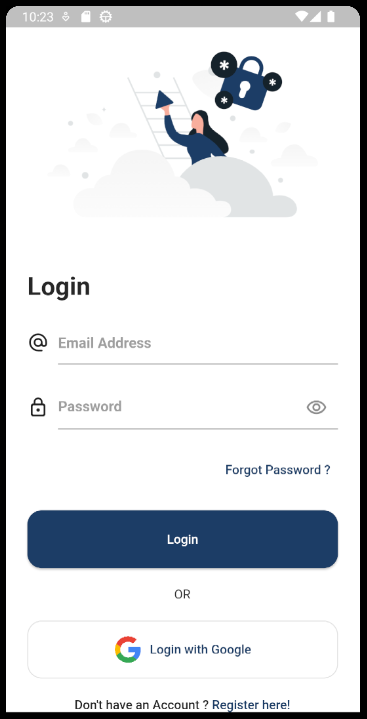 10:23
Login
Email Address
Password
Forgot Password ?
Login
OR
Login with Google
Don't have an Account ? Register here!